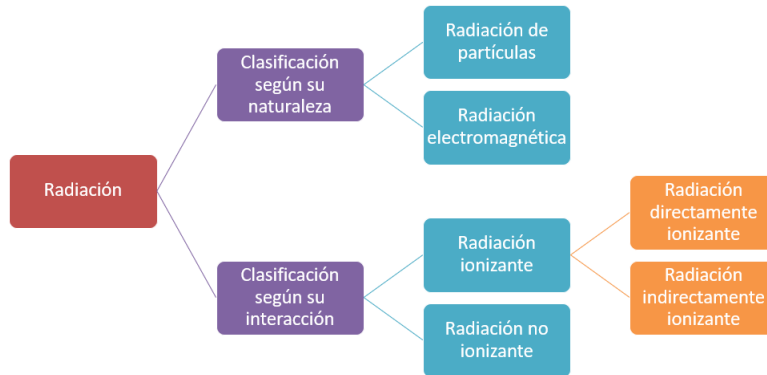 Radiación
Clasificación
según su
naturaleza
Radiación de
partículas
Radiación
electromagnética
Clasificación
según su
interacción
Radiación
ionizante
Radiación
directamente
ionizante
Radiación
indirectamente
ionizante
Radiación no
ionizante